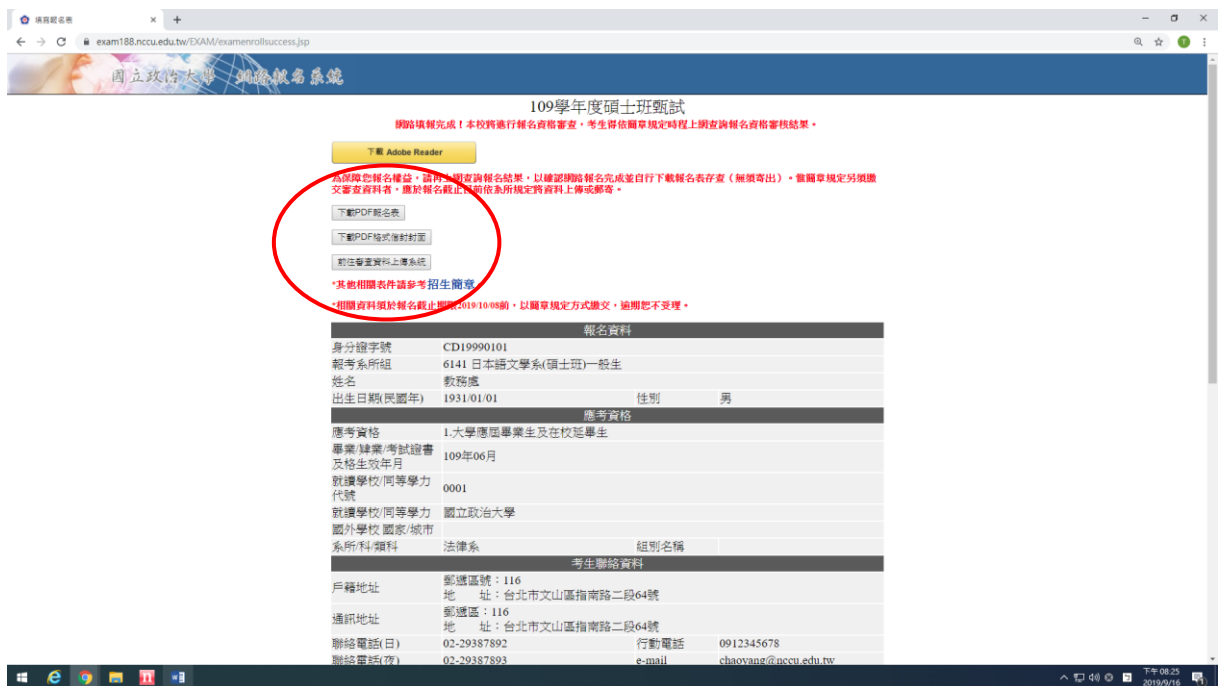 填寫報名表
exam188.nccu.edu.tw/EXAM/examenrollsuccess.jsp
國立政治大學 網路報名系統
109學年度碩士班甄試
網路填報完成！本校將進行報名資格審查，考生得依簡章規定時程上網查詢報名資格審核結果。
下載 Adobe Reader
為保障您報名權益，請再上網查詢報名結果，以確認網路報名完成並自行下載報名表存查（無須寄出）。惟簡章規定另須繳
交審查資料者，應於報名截止日前依系所規定將資料上傳或郵寄。
下載PDF報名表
下載PDF格式信封封面
前往審查資料上傳系統
*其他相關表件請參考招生簡章。
*相關資料須於報名截止期限2019/10/08前，以簡章規定方式繳交，逾期恕不受理。
報名資料
身分證字號 CD19990101
報考系所組 6141 日本語文學系(碩士班)一般生
姓名 教務處
出生日期(民國年) 1931/01/01 性別 男
應考資格
應考資格 1.大學應屆畢業生及在校延畢生
畢業/肄業/考試證書
及格生效年月 109年06月
就讀學校/同等學力
代號 0001
就讀學校/同等學力 國立政治大學
國外學校 國家/城市
系所/科/類科 法律系 組別名稱
考生聯絡資料
戶籍地址 郵遞區號：116
地 址：台北市文山區指南路二段64號
通訊地址 郵遞區：116
地 址：台北市文山區指南路二段64號
聯絡電話(日) 02-29387892 行動電話 0912345678
聯絡電話(夜) 02-29387893 e-mail chaoyang@nccu.edu.tw
下午 08:25
2019/9/16